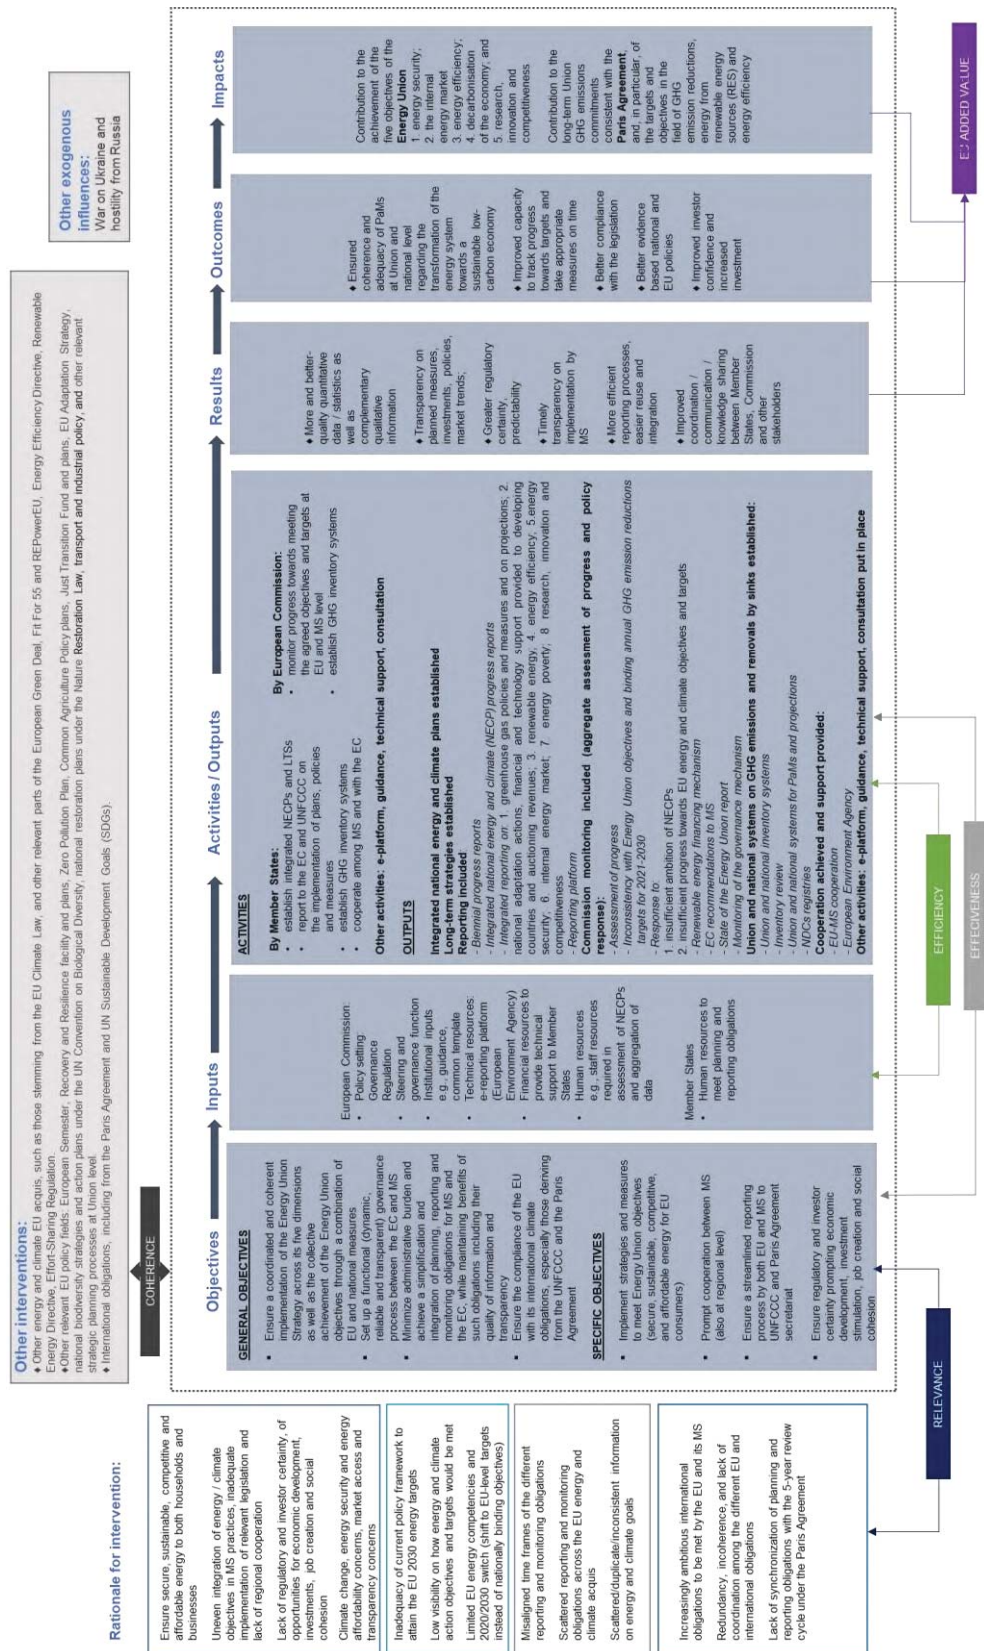 Other interventions:
♦ Other energy and climate EU acquis, such as those stemming from the EU Climate Law, and other relevant parts of the European Green Deal, Fit For 55 and REPowerEU, Energy Efficiency Directive, Renewable
Energy Directive, Effort-Sharing Regulation.
♦Other relevant EU policy fields: European Semester, Recovery and Resilience facility and plans, Zero Pollution Plan, Common Agriculture Policy plans, Just Transition Fund and plans, EU Adaptation Strategy,
national biodiversity strategies and action plans under the UN Convention on Biological Diversity, national restoration plans under the Nature Restoration Law, transport and industrial policy, and other relevant
strategic planning processes at Union level.
♦ International obligations, including from the Paris Agreement and UN Sustainable Development Goals (SDGs).
Other exogenous
influences:
War on Ukraine and
hostility from Russia
COHERENCE
Rationale for intervention:
Ensure secure, sustainable, competitive and
affordable energy to both households and
businesses
Uneven integration of energy / climate
objectives in MS practices, inadequate
implementation of relevant legislation and
lack of regional cooperation
Lack of regulatory and investor certainty, of
opportunities for economic development,
investments, job creation and social
cohesion
Climate change, energy security and energy
affordability concerns, market access and
transparency concerns
Inadequacy of current policy framework to
attain the EU 2030 energy targets
Low visibility on how energy and climate
action objectives and targets would be met
Limited EU energy competencies and
2020/2030 switch (shift to EU-level targets
instead of nationally binding objectives)
Misaligned time frames of the different
reporting and monitoring obligations
Scattered reporting and monitoring
obligations across the EU energy and
climate acquis
Scattered/duplicate/inconsistent information
on energy and climate goals
Increasingly ambitious international
obligations to be met by the EU and its MS
Redundancy, incoherence, and lack of
coordination among the different EU and
international obligations
Lack of synchronization of planning and
reporting obligations with the 5-year review
cycle under the Paris Agreement
Objectives
GENERAL OBJECTIVES
▪ Ensure a coordinated and coherent
implementation of the Energy Union
Strategy across its five dimensions
as well as the collective
achievement of the Energy Union
objectives through a combination of
EU and national measures
▪ Set up a functional (dynamic,
reliable and transparent) governance
process between the EC and MS
▪ Minimize administrative burden and
achieve a simplification and
integration of planning, reporting and
monitoring obligations for MS and
the EC, while maintaining benefits of
such obligations including their
quality of information and
transparency
▪ Ensure the compliance of the EU
with its international climate
obligations, especially those deriving
from the UNFCCC and the Paris
Agreement
SPECIFIC OBJECTIVES
▪ Implement strategies and measures
to meet Energy Union objectives
(secure, sustainable, competitive,
and affordable energy for EU
consumers)
▪ Prompt cooperation between MS
(also at regional level)
▪ Ensure a streamlined reporting
process by both EU and MS to
UNFCCC and Paris Agreement
secretariat
▪ Ensure regulatory and investor
certainty prompting economic
development, investment
stimulation, job creation and social
cohesion
Inputs
European Commission:
• Policy setting:
Governance
Regulation
• Steering and
governance function
• Institutional inputs
e.g., guidance,
common template
• Technical resources:
e-reporting platform
(European
Environment Agency)
• Financial resources to
provide technical
support to Member
States
• Human resources
e.g., staff resources
required in
assessment of NECPs
and aggregation of
data
Member States
• Human resources to
meet planning and
reporting obligations
Activities / Outputs
ACTIVITIES
By Member States:
• establish integrated NECPs and LTSs
• report to the EC and UNFCCC on
the implementation of plans, policies
and measures
• establish GHG inventory systems
• cooperate among MS and with the EC
By European Commission:
• monitor progress towards meeting
the agreed objectives and targets at
EU and MS level
• establish GHG inventory systems
Other activities: e-platform, guidance, technical support, consultation
OUTPUTS
Integrated national energy and climate plans established
Long-term strategies established
Reporting included
- Biennial progress reports
- Integrated national energy and climate (NECP) progress reports
- Integrated reporting on: 1. greenhouse gas policies and measures and on projections; 2.
national adaptation actions, financial and technology support provided to developing
countries and auctioning revenues; 3. renewable energy, 4. energy efficiency, 5.energy
security, 6. internal energy market; 7. energy poverty; 8 research, innovation and
competitiveness
- Reporting platform
Commission monitoring included (aggregate assessment of progress and policy
response):
- Assessment of progress
- Inconsistency with Energy Union objectives and binding annual GHG emission reductions
targets for 2021-2030
- Response to:
1. insufficient ambition of NECPs
2. insufficient progress towards EU energy and climate objectives and targets
- Renewable energy financing mechanism
- EC recommendations to MS
- State of the Energy Union report
- Monitoring of the governance mechanism
Union and national systems on GHG emissions and removals by sinks established:
- Union and national inventory systems
- Inventory review
- Union and national systems for PaMs and projections
- NDCs registries
Cooperation achieved and support provided:
- EU-MS cooperation
- European Environment Agency
Other activities: e-platform, guidance, technical support, consultation put in place
Results
♦More and better-
quality quantitative
data / statistics as
well as
complementary
qualitative
information
♦ Transparency on
planned measures,
investments, policies,
market trends,
♦Greater regulatory
certainty,
predictability
♦ Timely
transparency on
implementation by
MS
♦ More efficient
reporting processes,
easier reuse and
integration
♦ Improved
coordination /
communication /
knowledge sharing
between Member
States, Commission
and other
stakeholders
Outcomes
♦ Ensured
coherence and
adequacy of PaMs
at Union and
national level
regarding the
transformation of the
energy system
towards a
sustainable low-
carbon economy
♦ Improved capacity
to track progress
towards targets and
take appropriate
measures on time
♦ Better compliance
with the legislation
♦ Better evidence
based national and
EU policies
♦ Improved investor
confidence and
increased
investment
Impacts
Contribution to the
achievement of the
five objectives of the
Energy Union
1. energy security;
2. the internal
energy market
3. energy efficiency;
4. decarbonisation
of the economy; and
5. research,
innovation and
competitiveness
Contribution to the
long-term Union
GHG emissions
commitments
consistent with the
Paris Agreement,
and, in particular, of
the targets and
objectives in the
field of GHG
emission reductions,
energy from
renewable energy
sources (RES) and
energy efficiency
RELEVANCE
EFFICIENCY
EFFECIVENESS
EU ADDED VALUE